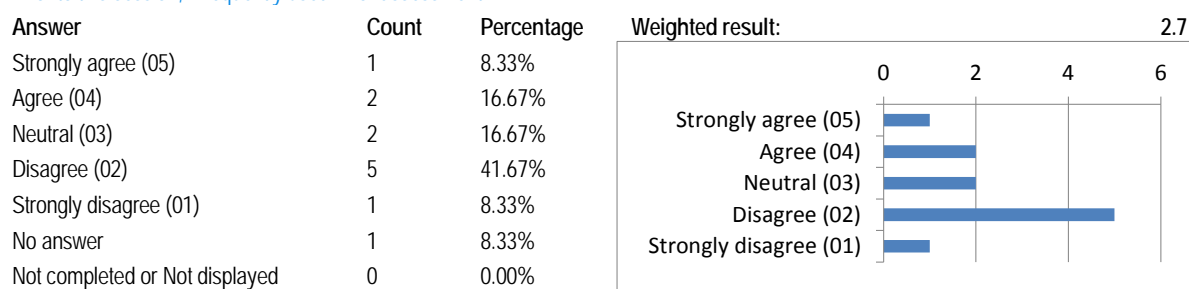 Answer Count Percentage Weighted result: 2.7
Strongly agree (05) 1 8.33%
Agree (04) 2 16.67%
Neutral (03) 2 16.67%
Disagree (02) 5 41.67%
Strongly disagree (01) 1 8.33%
No answer 1 8.33%
Not completed or Not displayed 0 0.00%
0 2 4 6
Strongly agree (05)
Agree (04)
Neutral (03)
Disagree (02)
Strongly disagree (01)